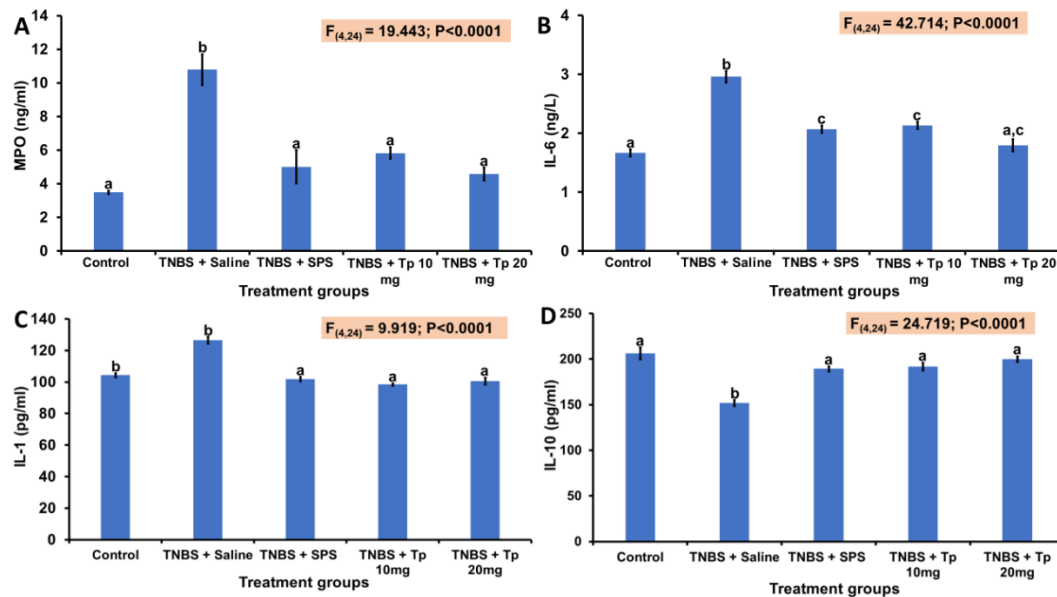 A
F(4,24) = 19.443; P<0.0001
MPO (ng/ml)
14
12
10
8
6
4
2
0
a
b
a
a
a
Control
TNBS + Saline
TNBS + SPS
TNBS + Tp 10
mg
TNBS + Tp 20
mg
Treatment groups
B
F(4,24) = 42.714; P<0.0001
IL-6 (ng/L)
4
3
2
1
0
a
b
c
c
a,c
Control
TNBS + Saline
TNBS + SPS
TNBS + Tp 10
mg
TNBS + Tp 20
mg
Treatment groups
C
F(4,24) = 9.919; P<0.0001
IL-1 (pg/ml)
140
120
100
80
60
40
20
0
b
b
a
a
a
Control
TNBS + Saline
TNBS + SPS
TNBS + Tp
10mg
TNBS + Tp
20mg
Treatment groups
D
F(4,24) = 24.719; P<0.0001
IL-10 (pg/ml)
250
200
150
100
50
0
a
b
a
a
a
Control
TNBS + Saline
TNBS + SPS
TNBS + Tp
10mg
TNBS + Tp
20mg
Treatment groups